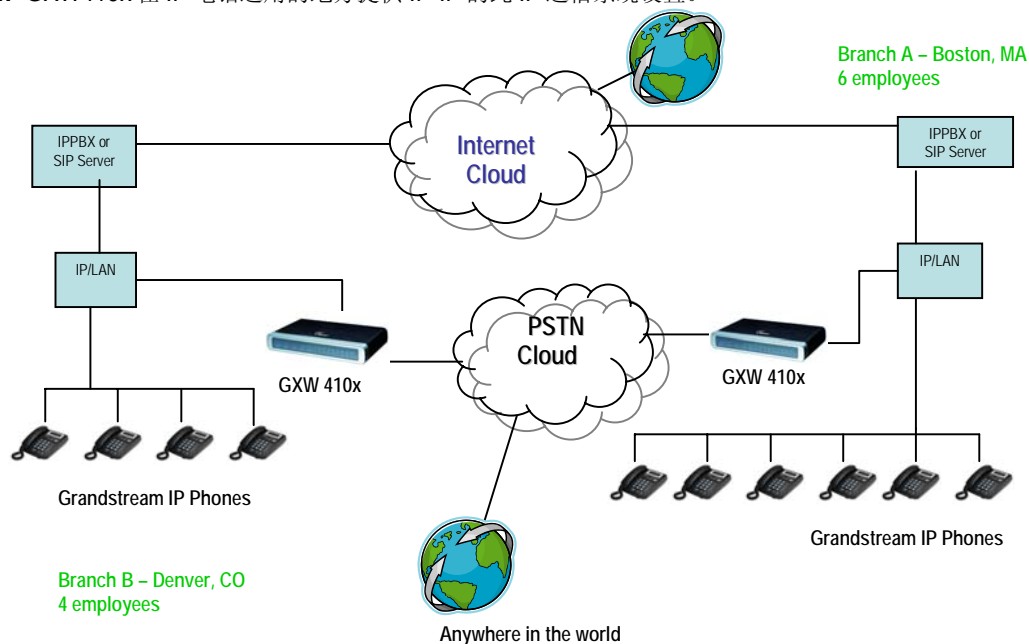 Branch A – Boston, MA
6 employees
IPPBX or
SIP Server
Internet
Cloud
IPPBX or
SIP Server
IP/LAN
IP/LAN
PSTN
Cloud
GXW 410x
GXW 410x
Grandstream IP Phones
Grandstream IP Phones
Branch B – Denver, CO
4 employees
Anywhere in the world